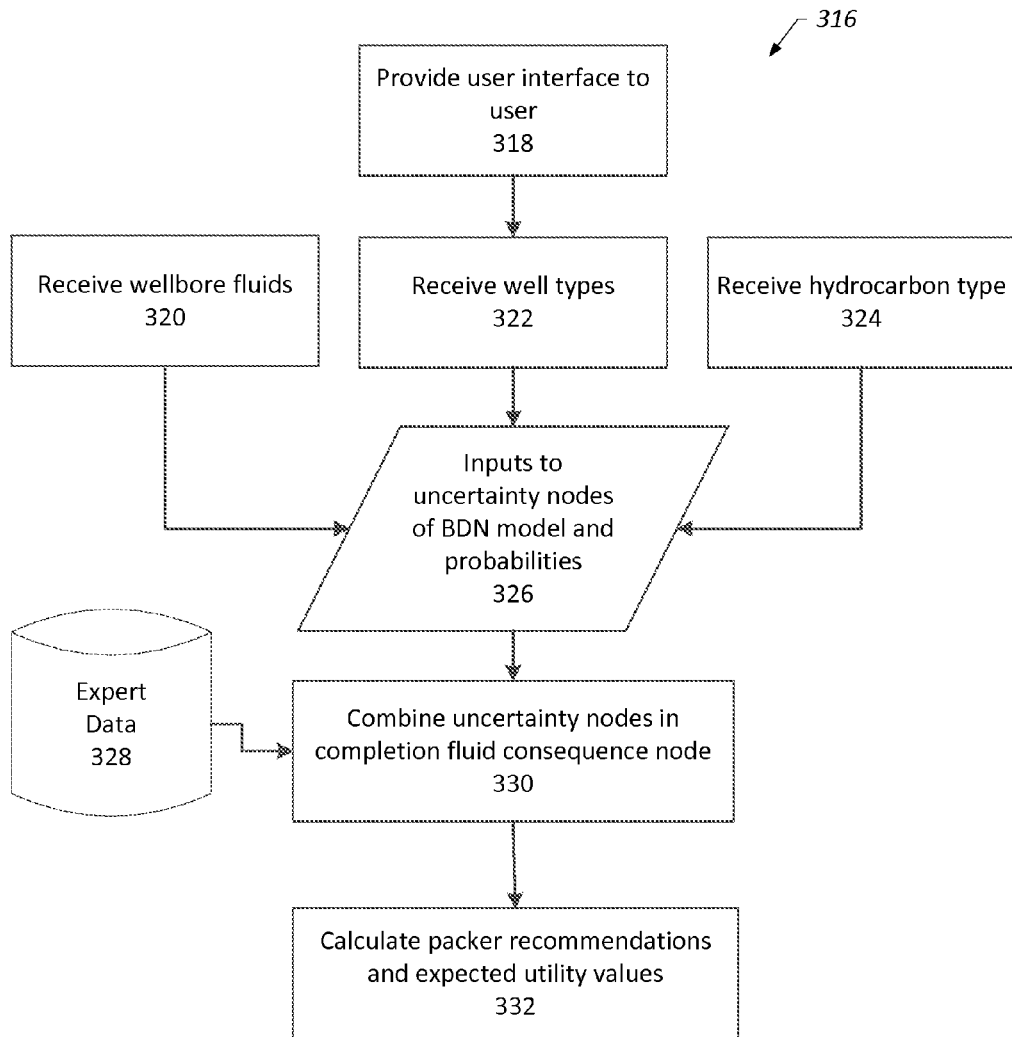 316
Provide user interface to
user
318
Receive wellbore fluids
320
Receive well types
322
Receive hydrocarbon type
324
Inputs to
uncertainty nodes
of BDN model and
probabilities
326
Expert
Data
328
Combine uncertainty nodes in
completion fluid consequence node
330
Calculate packer recommendations
and expected utility values
332